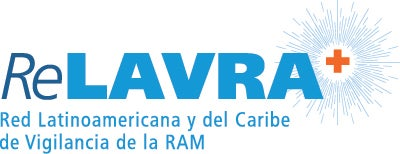 ReLAVRA+
Red Latinoamericana y del Caribe
de Vigilancia de la RAM